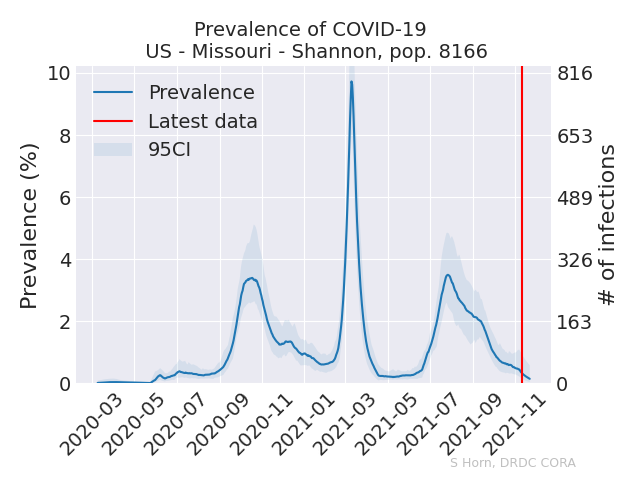 Prevalence of COVID-19
US - Missouri - Shannon, pop. 8166
Prevalence
Latest data
95CI
Prevalence (%)
10
8
6
4
2
0
816
653
489
326
163
0
# of infections
2020-03
2020-05
2020-07
2020-09
2020-11
2021-01
2021-03
2021-05
2021-07
2021-09
2021-11
S Horn, DRDC CORA